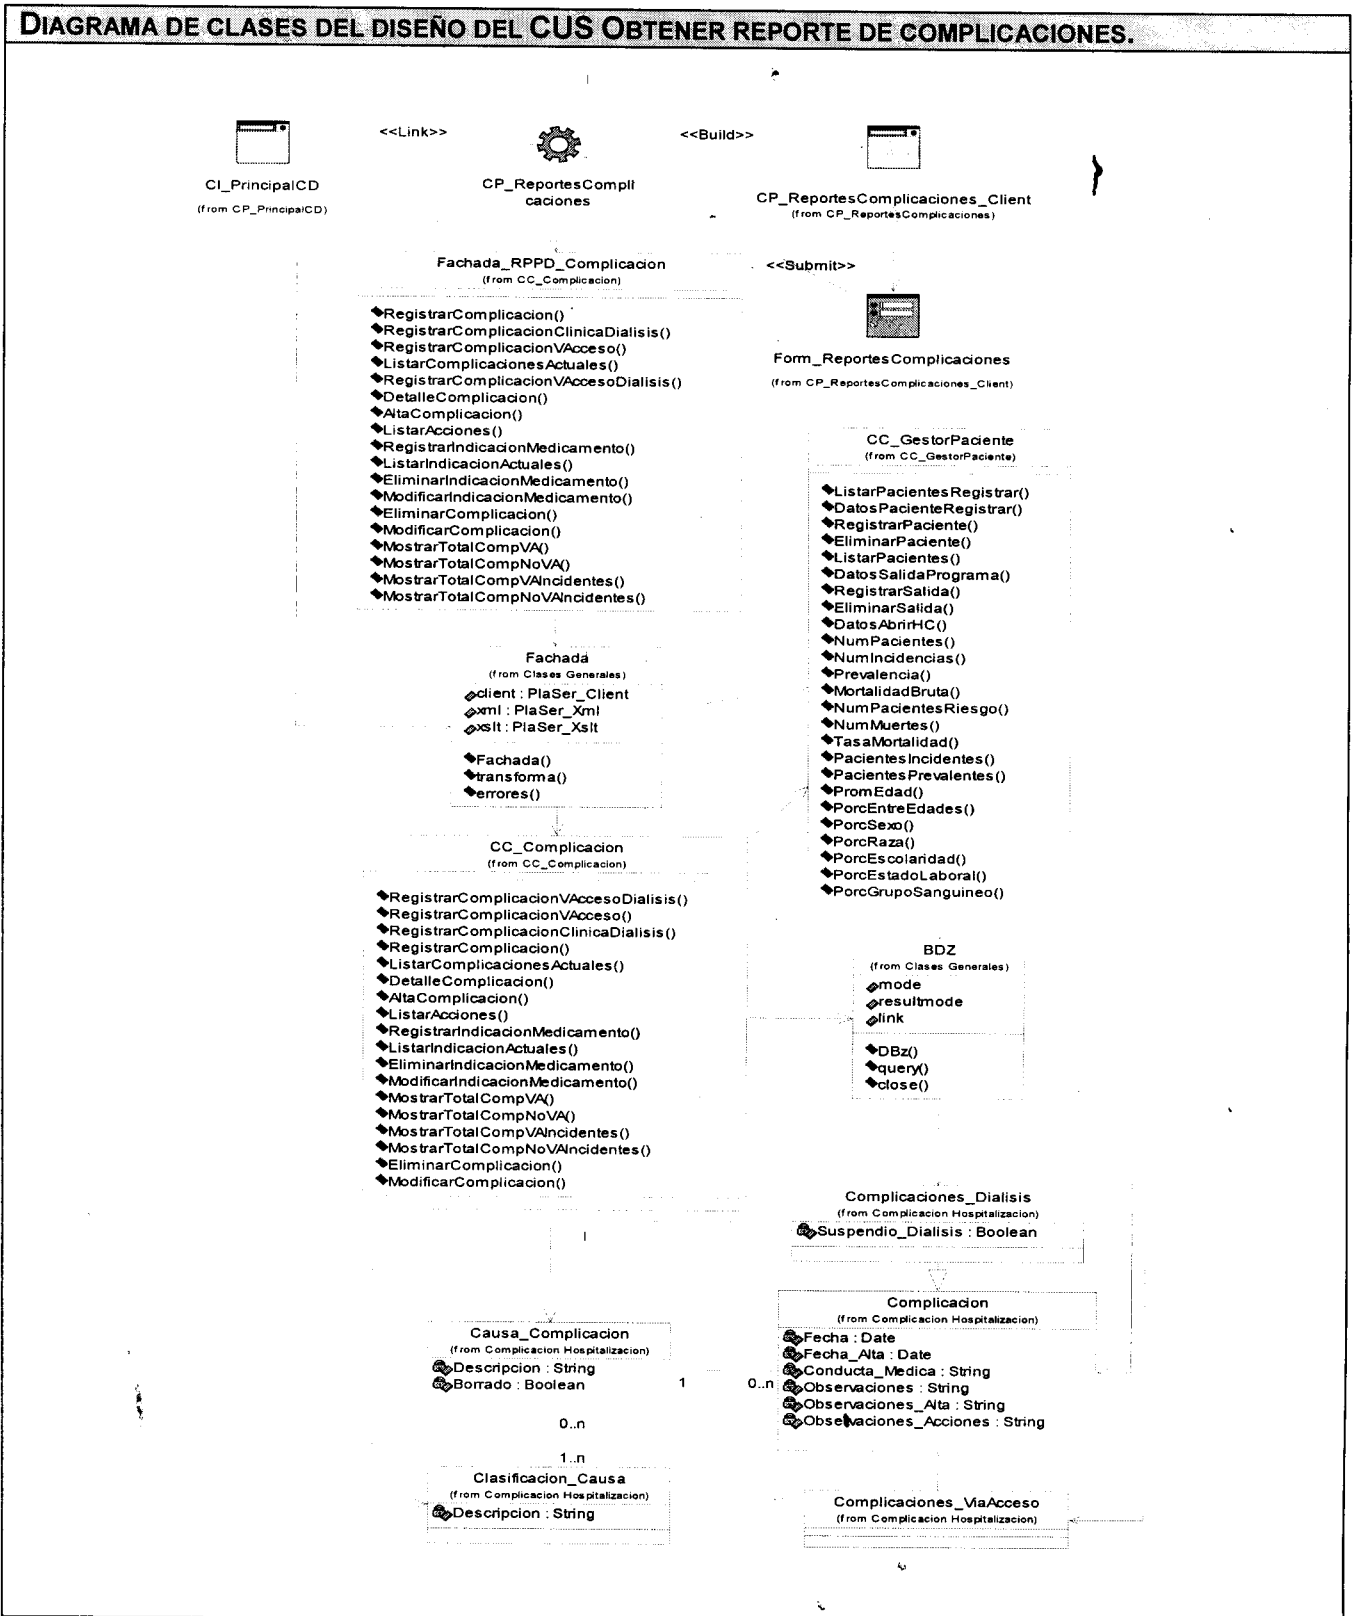 DIAGRAMA DE CLASES DEL DISEÑO DEL CUS OBTENER REPORTE DE COMPLICACIONES.
<<Link>>
<<Build>>
CI_PrincipalCD
(from CP_PrincipalCD)
CP_ReportesCompli
caciones
CP_ReportesComplicaciones_Client
(from CP_ReportesComplicaciones)
<<Submit>>
Fachada_RPPD_Complicacion
(from CC_Complicacion)
RegistrarComplicacion()
RegistrarComplicacionClinicaDialisis()
RegistrarComplicacionVAcceso()
ListarComplicacionesActuales()
RegistrarComplicacionVAccesoDialisis()
DetalleComplicacion()
AltaComplicacion()
ListarAcciones()
RegistrarIndicacionMedicamento()
ListarIndicacionActuales()
EliminarIndicacionMedicamento()
ModificarIndicacionMedicamento()
EliminarComplicacion()
ModificarComplicacion()
MostrarTotalCompVA()
MostrarTotalCompNoVA()
MostrarTotalCompVAIncidentes()
MostrarTotalCompNoVAIncidentes()
Form_ReportesComplicaciones
(from CP_ReportesComplicaciones_Client)
CC_GestorPaciente
(from CC_GestorPaciente)
ListarPacientesRegistrar()
DatosPacienteRegistrar()
RegistrarPaciente()
EliminarPaciente()
ListarPacientes()
DatosSalidaPrograma()
RegistrarSalida()
EliminarSalida()
DatosAbrirHC()
NumPacientes()
NumIncidencias()
Prevalencia()
MortalidadBruta()
NumPacientesRiesgo()
NumMuertes()
TasaMortalidad()
PacientesIncidentes()
PacientesPrevalentes()
PromEdad()
PorcEntreEdades()
PorcSexo()
PorcRaza()
PorcEscolaridad()
PorcEstadoLaboral()
PorcGrupoSanguineo()
Fachada
(from Clases Generales)
client : PlaSer_Client
xml : PlaSer_Xml
xslt : PlaSer_Xslt
Fachada()
transforma()
errores()
CC_Complicacion
(from CC_Complicacion)
RegistrarComplicacionVAccesoDialisis()
RegistrarComplicacionVAcceso()
RegistrarComplicacionClinicaDialisis()
RegistrarComplicacion()
ListarComplicacionesActuales()
DetalleComplicacion()
AltaComplicacion()
ListarAcciones()
RegistrarIndicacionMedicamento()
ListarIndicacionActuales()
EliminarIndicacionMedicamento()
ModificarIndicacionMedicamento()
MostrarTotalCompVA()
MostrarTotalCompNoVA()
MostrarTotalCompVAIncidentes()
MostrarTotalCompNoVAIncidentes()
EliminarComplicacion()
ModificarComplicacion()
BDZ
(from Clases Generales)
mode
resultmode
link
DBz()
query()
close()
Complicaciones_Dialisis
(from Complicacion Hospitalizacion)
Suspendio_Dialisis : Boolean
Complicacion
(from Complicacion Hospitalizacion)
Fecha : Date
Fecha_Alta : Date
Conducta_Medica : String
Observaciones : String
Observaciones_Alta : String
Observaciones_Acciones : String
Causa_Complicacion
(from Complicacion Hospitalizacion)
Descripcion : String
Borrado : Boolean
1
0..n
0..n
1..n
Clasificacion_Causa
(from Complicacion Hospitalizacion)
Descripcion : String
Complicaciones_ViaAcceso
(from Complicacion Hospitalizacion)